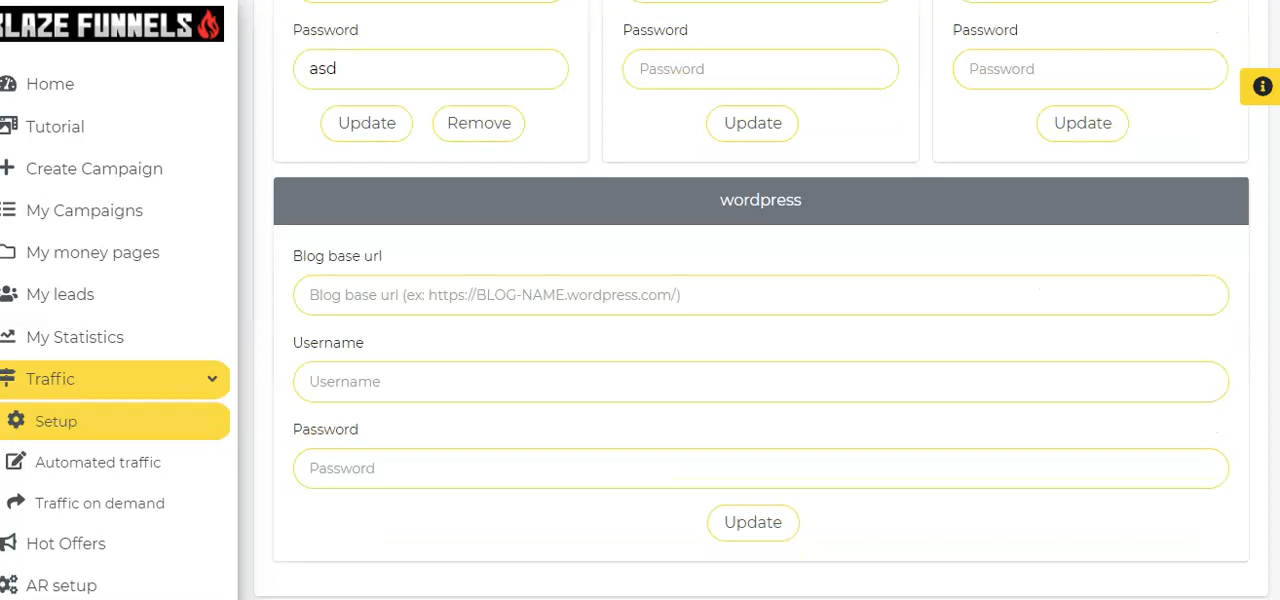 KLAZE FUNNELS
Home
Tutorial
Create Campaign
My Campaigns
My money pages
My leads
My Statistics
Traffic
Setup
Automated traffic
Traffic on demand
Hot Offers
AR setup
Password
asd
Update
Remove
Password
Password
Update
Password
Password
Update
wordpress
Blog base url
Blog base url (ex: https://BLOG-NAME.wordpress.com/)
Username
Username
Password
Password
Update